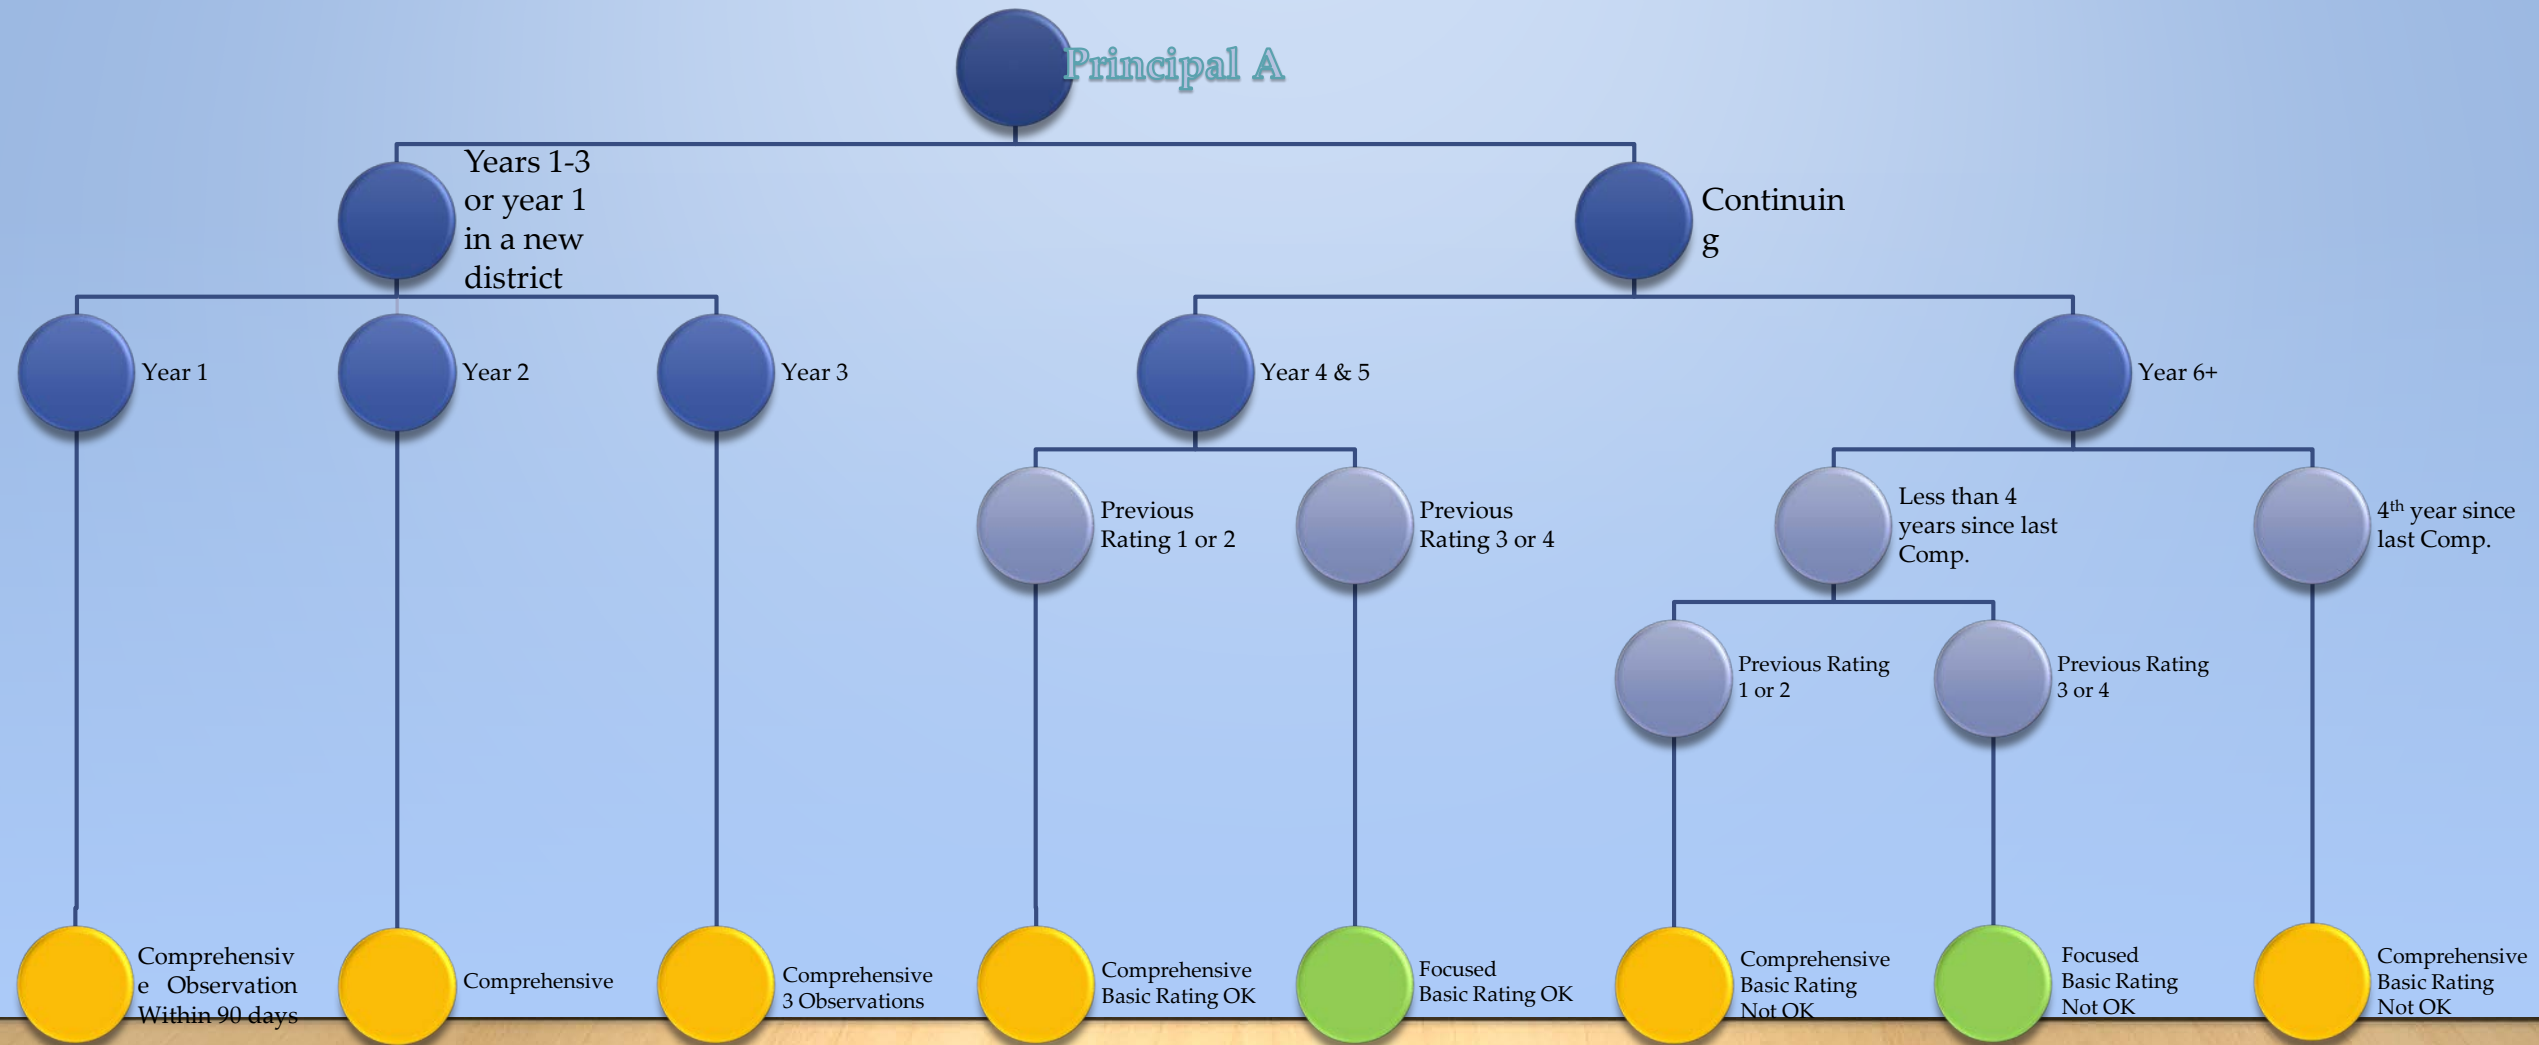 Principal A
Years 1-3
or year 1
in a new
district
Continuin
g
Year 1
Year 2
Year 3
Year 4 & 5
Year 6+
Previous
Rating 1 or 2
Previous
Rating 3 or 4
Less than 4
years since last
Comp.
4th year since
last Comp.
Previous Rating
1 or 2
Previous Rating
3 or 4
Comprehensiv
e Observation
Within 90 days
Comprehensive
Comprehensive
3 Observations
Comprehensive
Basic Rating OK
Focused
Basic Rating OK
Comprehensive
Basic Rating
Not OK
Focused
Basic Rating
Not OK
Comprehensive
Basic Rating
Not OK